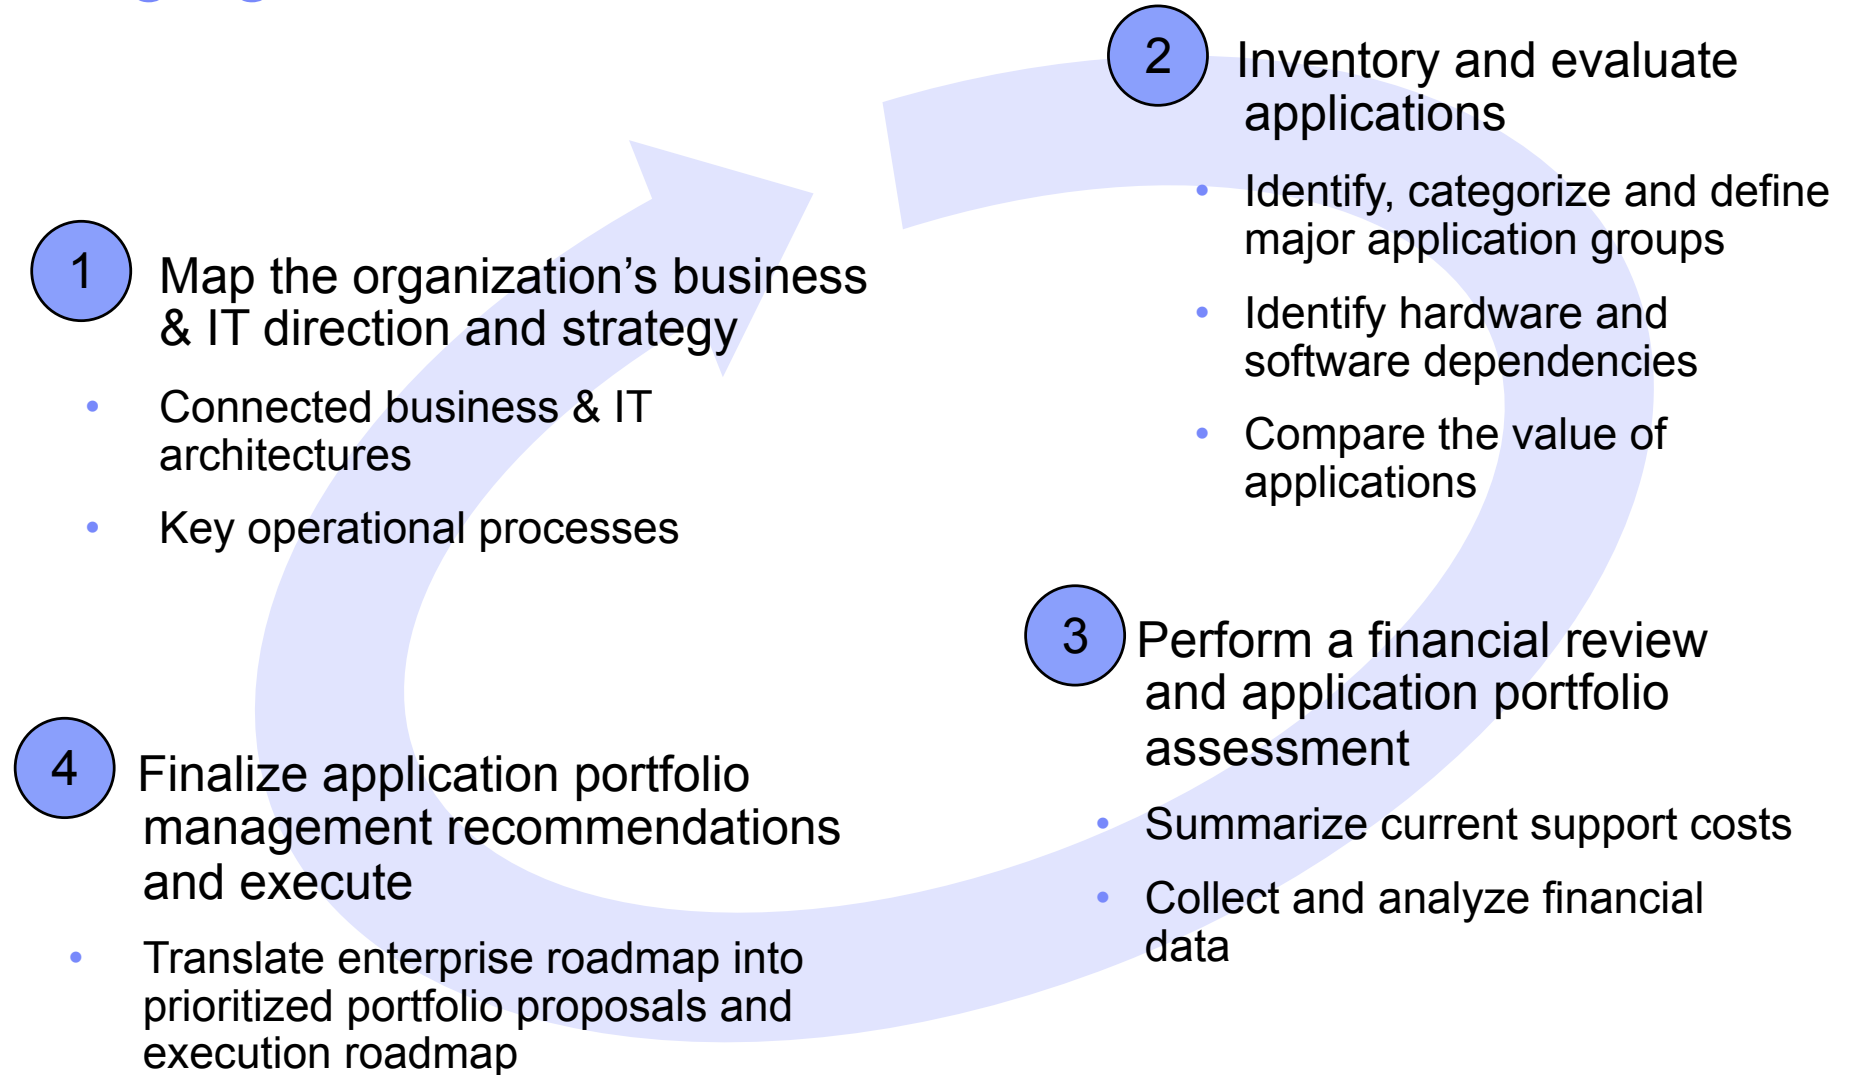 1
Map the organization’s business
& IT direction and strategy
• Connected business & IT
architectures
• Key operational processes
2
Inventory and evaluate
applications
• Identify, categorize and define
major application groups
• Identify hardware and
software dependencies
• Compare the value of
applications
3
Perform a financial review
and application portfolio
assessment
• Summarize current support costs
• Collect and analyze financial
data
4
Finalize application portfolio
management recommendations
and execute
• Translate enterprise roadmap into
prioritized portfolio proposals and
execution roadmap